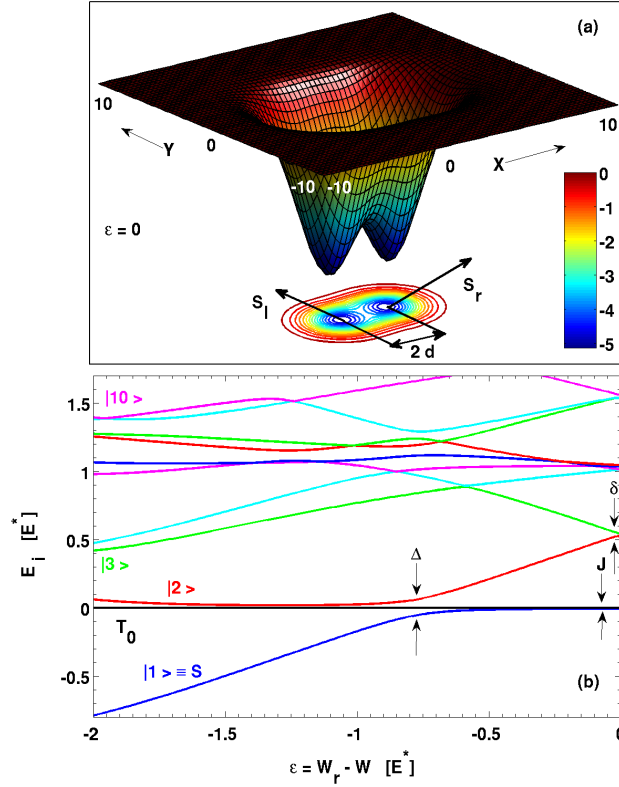 (a)
10
Y
0
-10 -10
0
X
10
ε = 0
S_l
S_r
2 d
0
-1
-2
-3
-4
-5
1.5
1
0.5
0
-0.5
E_i [E^*]
|10 >
|3 >
|2 >
T_0
|1 > ≡ S
Δ
J
δ
(b)
-2
-1.5
-1
-0.5
0
ε = W_r - W [E^*]